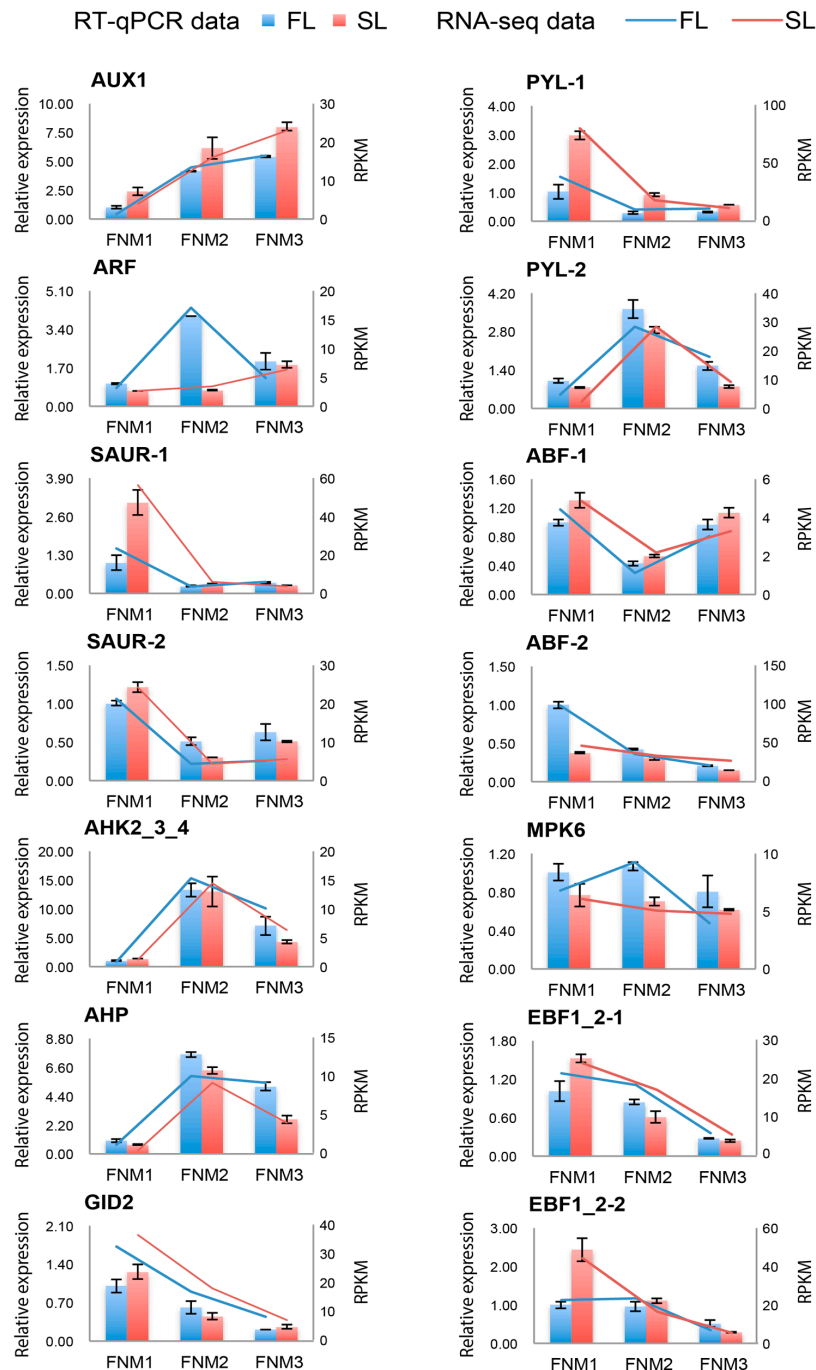 RT-qPCR data FL SL RNA-seq data FL SL
AUX1
Relative expression
10.00
7.50
5.00
2.50
0.00
30
20
10
0
RPKM
FNM1 FNM2 FNM3
PYL-1
Relative expression
4.00
3.00
2.00
1.00
0.00
100
50
0
RPKM
FNM1 FNM2 FNM3
ARF
Relative expression
5.10
3.40
1.70
0.00
20
15
10
5
0
RPKM
FNM1 FNM2 FNM3
PYL-2
Relative expression
4.20
2.80
1.40
0.00
40
30
20
10
0
RPKM
FNM1 FNM2 FNM3
SAUR-1
Relative expression
3.90
2.60
1.30
0.00
60
40
20
0
RPKM
FNM1 FNM2 FNM3
ABF-1
Relative expression
1.60
1.20
0.80
0.40
0.00
6
4
2
0
RPKM
FNM1 FNM2 FNM3
SAUR-2
Relative expression
1.50
1.00
0.50
0.00
30
20
10
0
RPKM
FNM1 FNM2 FNM3
ABF-2
Relative expression
1.50
1.00
0.50
0.00
150
100
50
0
RPKM
FNM1 FNM2 FNM3
AHK2_3_4
Relative expression
20.00
15.00
10.00
5.00
0.00
20
15
10
5
0
RPKM
FNM1 FNM2 FNM3
MPK6
Relative expression
1.20
0.80
0.40
0.00
10
5
0
RPKM
FNM1 FNM2 FNM3
AHP
Relative expression
8.80
6.60
4.40
2.20
0.00
15
10
5
0
RPKM
FNM1 FNM2 FNM3
EBF1_2-1
Relative expression
1.80
1.20
0.60
0.00
30
20
10
0
RPKM
FNM1 FNM2 FNM3
GID2
Relative expression
2.10
1.40
0.70
0.00
40
30
20
10
0
RPKM
FNM1 FNM2 FNM3
EBF1_2-2
Relative expression
3.00
2.00
1.00
0.00
60
40
20
0
RPKM
FNM1 FNM2 FNM3